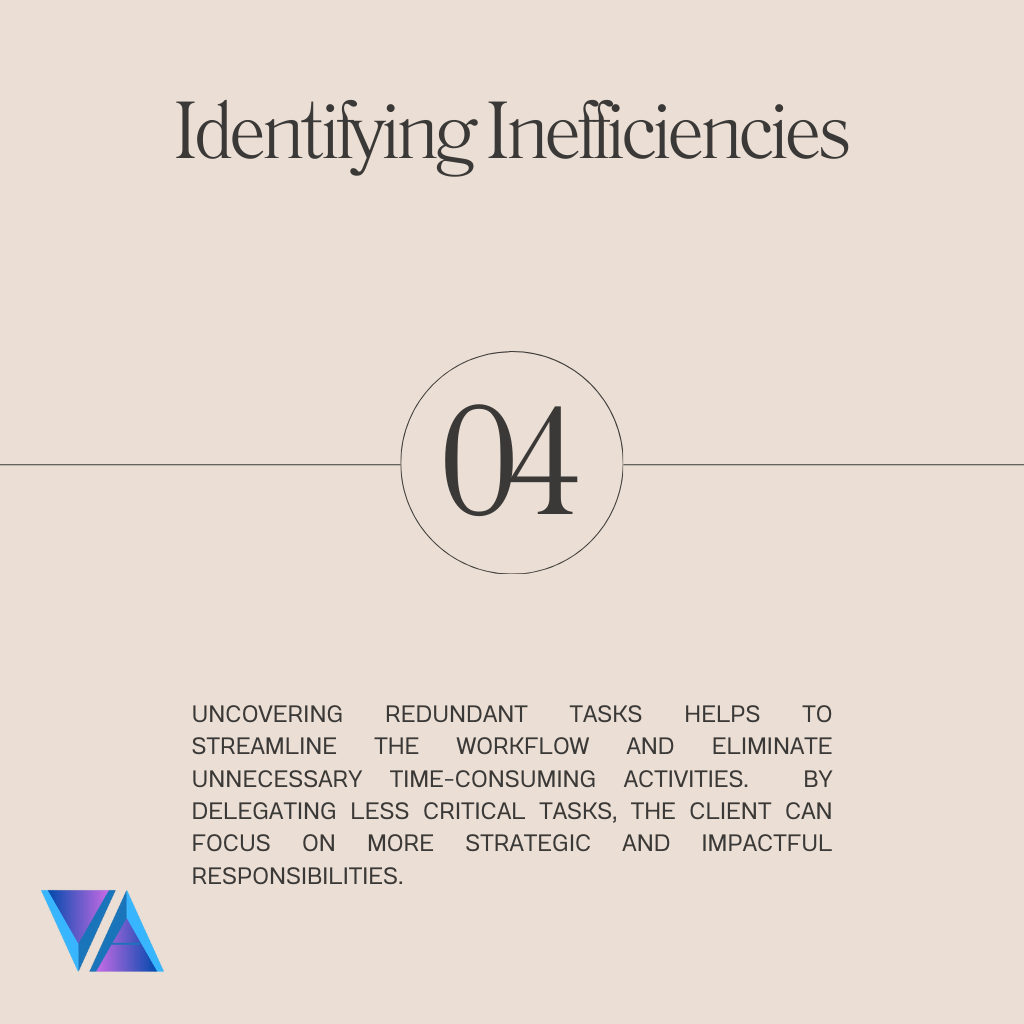 Identifying Inefficiencies
04
UNCOVERING REDUNDANT TASKS HELPS TO
STREAMLINE THE WORKFLOW AND ELIMINATE
UNNECESSARY TIME-CONSUMING ACTIVITIES. BY
DELEGATING LESS CRITICAL TASKS, THE CLIENT CAN
FOCUS ON MORE STRATEGIC AND IMPACTFUL
RESPONSIBILITIES.
VA